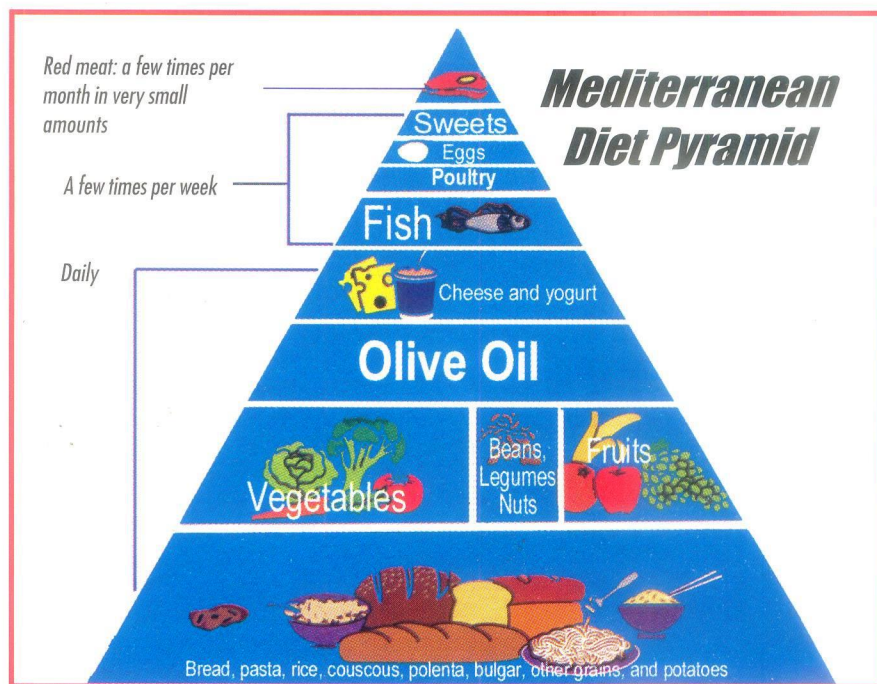 Mediterranean
Diet Pyramid
Red meat: a few times per
month in very small
amounts
Sweets
Eggs
Poultry
A few times per week
Fish
Daily
Cheese and yogurt
Olive Oil
Vegetables
Beans,
Legumes
Nuts
Fruits
Bread, pasta, rice, couscous, polenta, bulgar, other grains, and potatoes